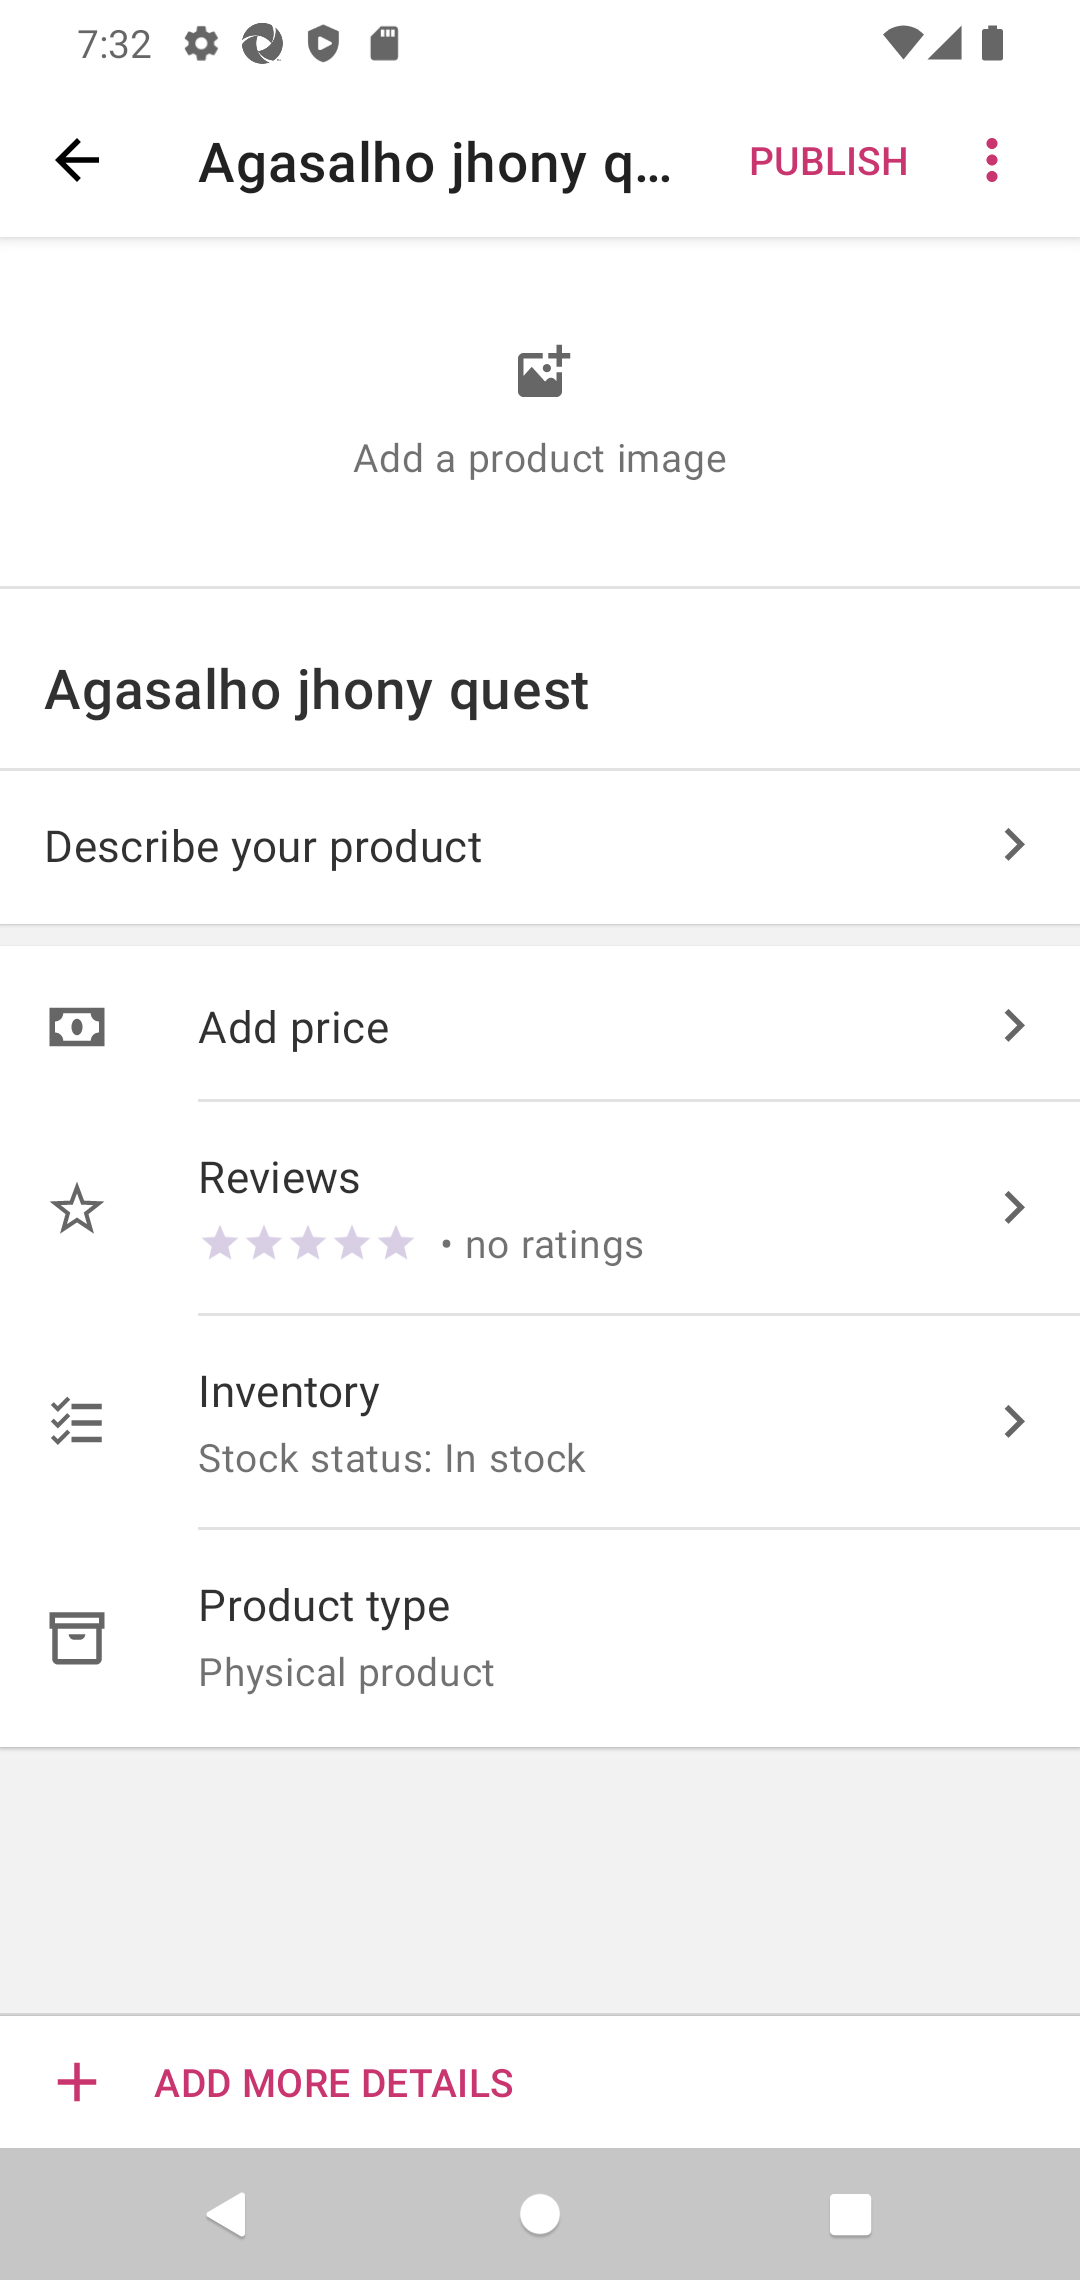 7:32
Agasalho jhony q...
PUBLISH
Add a product image
Agasalho jhony quest
Describe your product
Add price
Reviews
• no ratings
Inventory
Stock status: In stock
Product type
Physical product
ADD MORE DETAILS